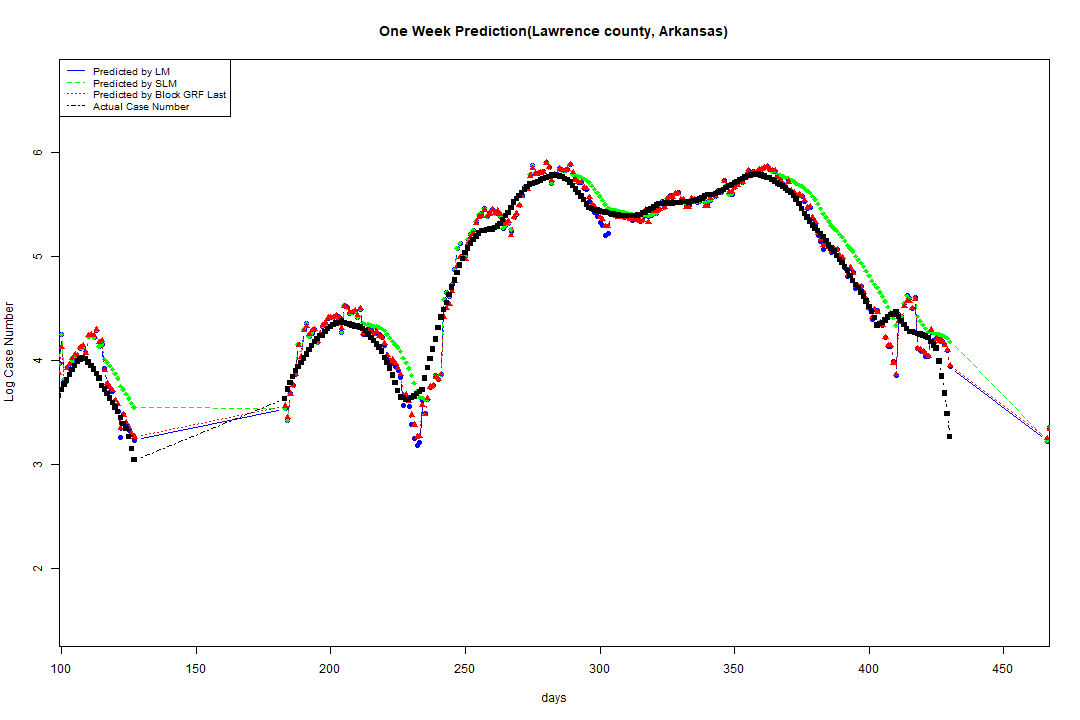 One Week Prediction(Lawrence county, Arkansas)
Predicted by LM
Predicted by SLM
Predicted by Block GRF Last
Actual Case Number
6
5
4
3
2
Log Case Number
100 150 200 250 300 350 400 450
days